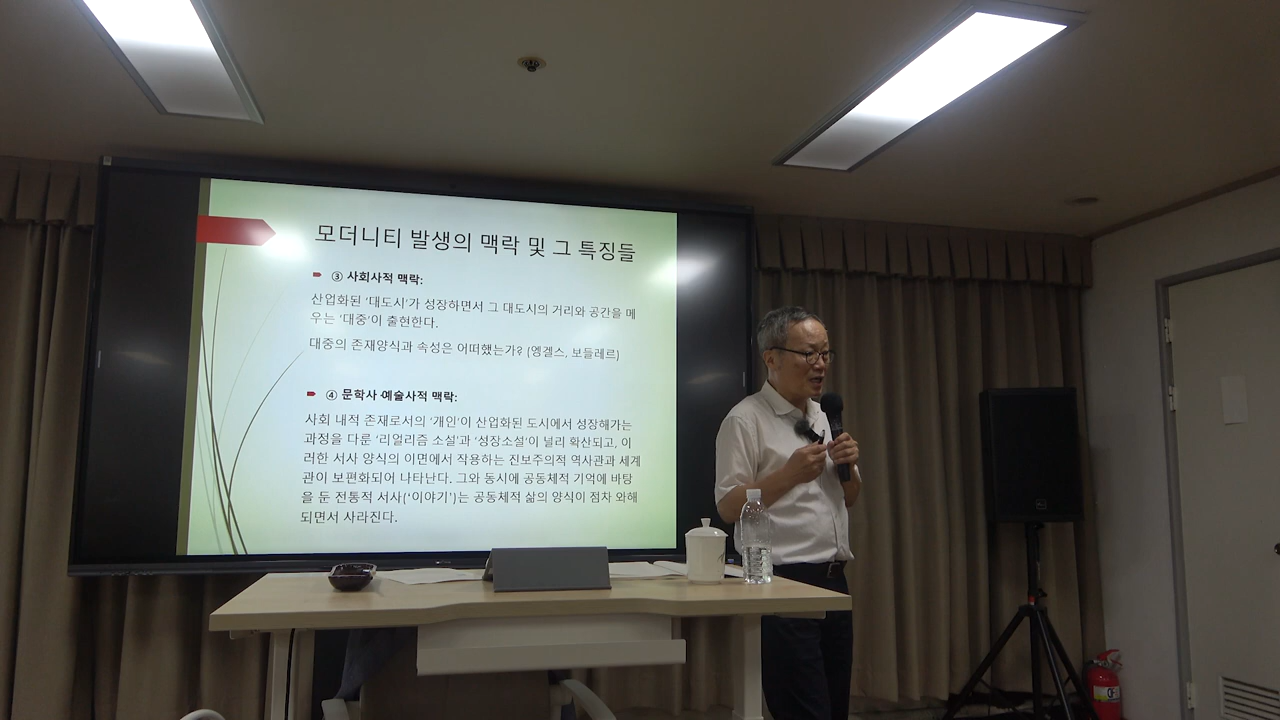 모더니티 발생의 맥락 및 그 특징들
③ 사회사적 맥락:
산업화된 '대도시'가 성장하면서 그 대도시의 거리와 공간을 메
우는 '대중'이 출현한다.
대중의 존재양식과 속성은 어떠했는가? (엥겔스, 보들레르)
④ 문학사·예술사적 맥락:
사회 내적 존재로서의 '개인'이 산업화된 도시에서 성장해가는
과정을 다룬 '리얼리즘 소설'과 '성장소설'이 널리 확산되고, 이
러한 서사 양식의 이면에서 작용하는 진보주의적 역사관과 세계
관이 보편화되어 나타난다. 그와 동시에 공동체적 기억에 바탕
을 둔 전통적 서사('이야기')는 공동체적 삶의 양식이 점차 와해
되면서 사라진다.